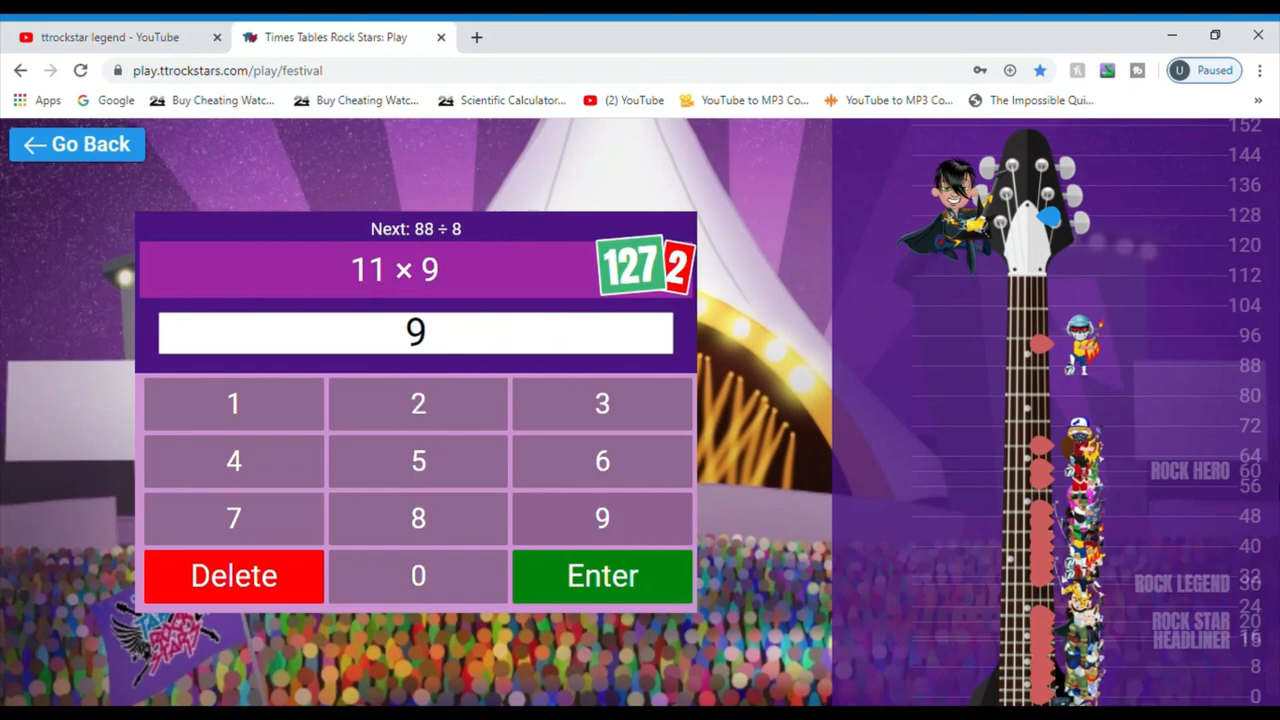 ttrockstar legend - YouTube
Times Tables Rock Stars: Play
play.ttrockstars.com/play/festival
U Paused
Apps
Google
24 Buy Cheating Watc...
24 Buy Cheating Watc...
24 Scientific Calculator...
(2) YouTube
YouTube to MP3 Co...
YouTube to MP3 Co...
The Impossible Qui...
Go Back
Next: 88 ÷ 8
11 × 9
127 2
9
1 2 3
4 5 6
7 8 9
Delete 0 Enter
152
144
136
128
120
112
104
96
88
80
72
64
ROCK HERO 60
56
48
40
32
ROCK LEGEND 30
24
ROCK STAR 20
HEADLINER 16
15
8
0